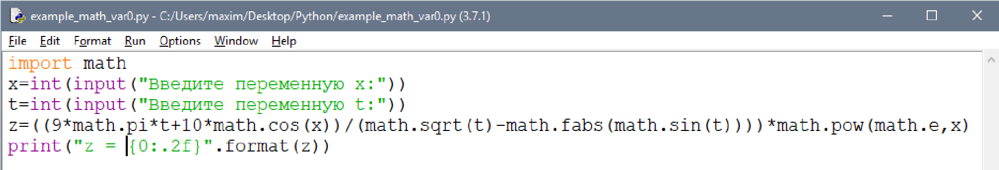 example_math_var0.py - C:/Users/maxim/Desktop/Python/example_math_var0.py (3.7.1)
File Edit Format Run Options Window Help
import math
x=int(input("Введите переменную x:"))
t=int(input("Введите переменную t:"))
z=((9*math.pi*t+10*math.cos(x))/(math.sqrt(t)-math.fabs(math.sin(t))))*math.pow(math.e,x)
print("z = {0:.2f}".format(z))